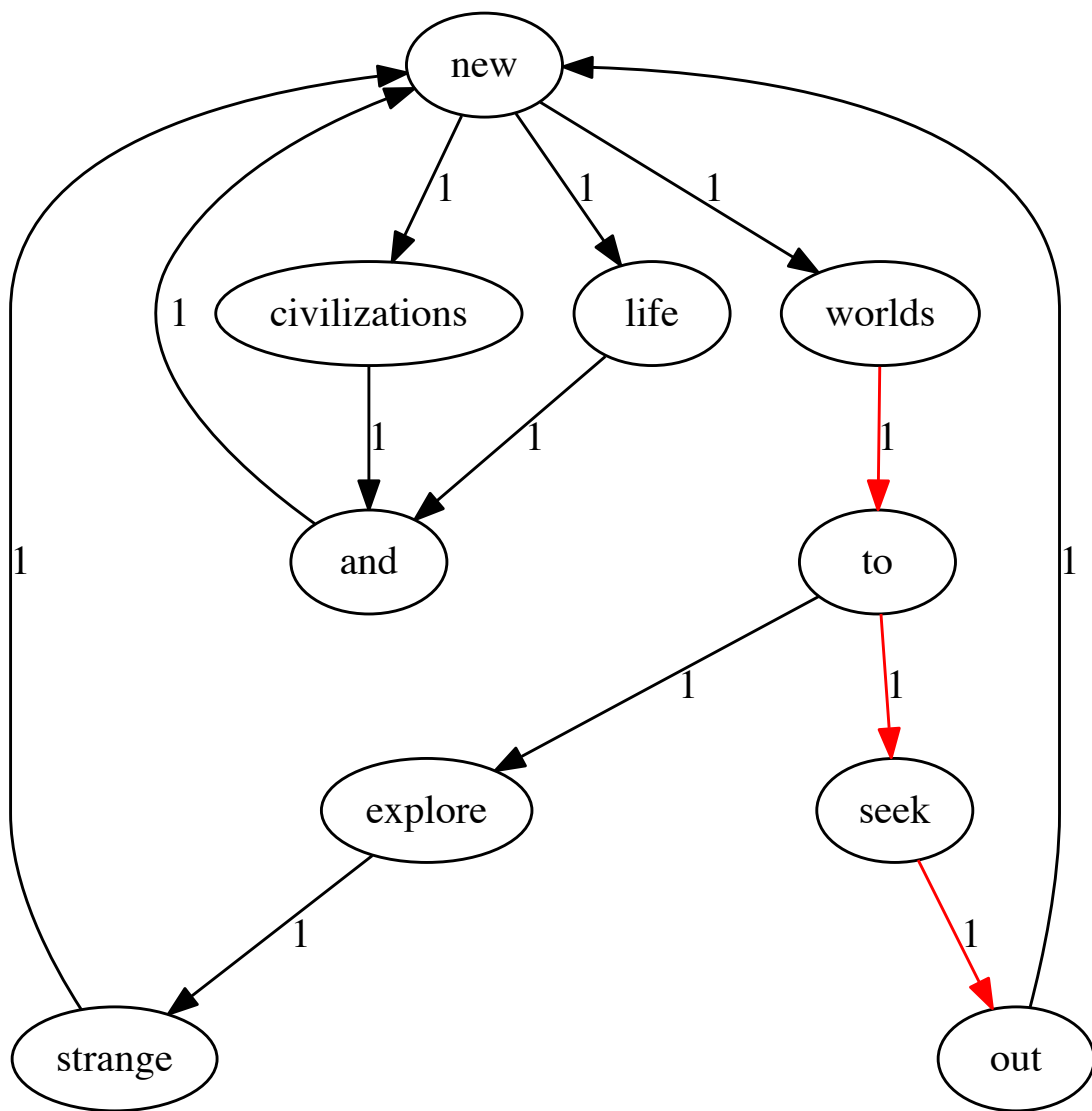 new
1 1 1
civilizations life worlds
1
1 1 1
1 and to 1
1 1
explore seek
1 1
strange out